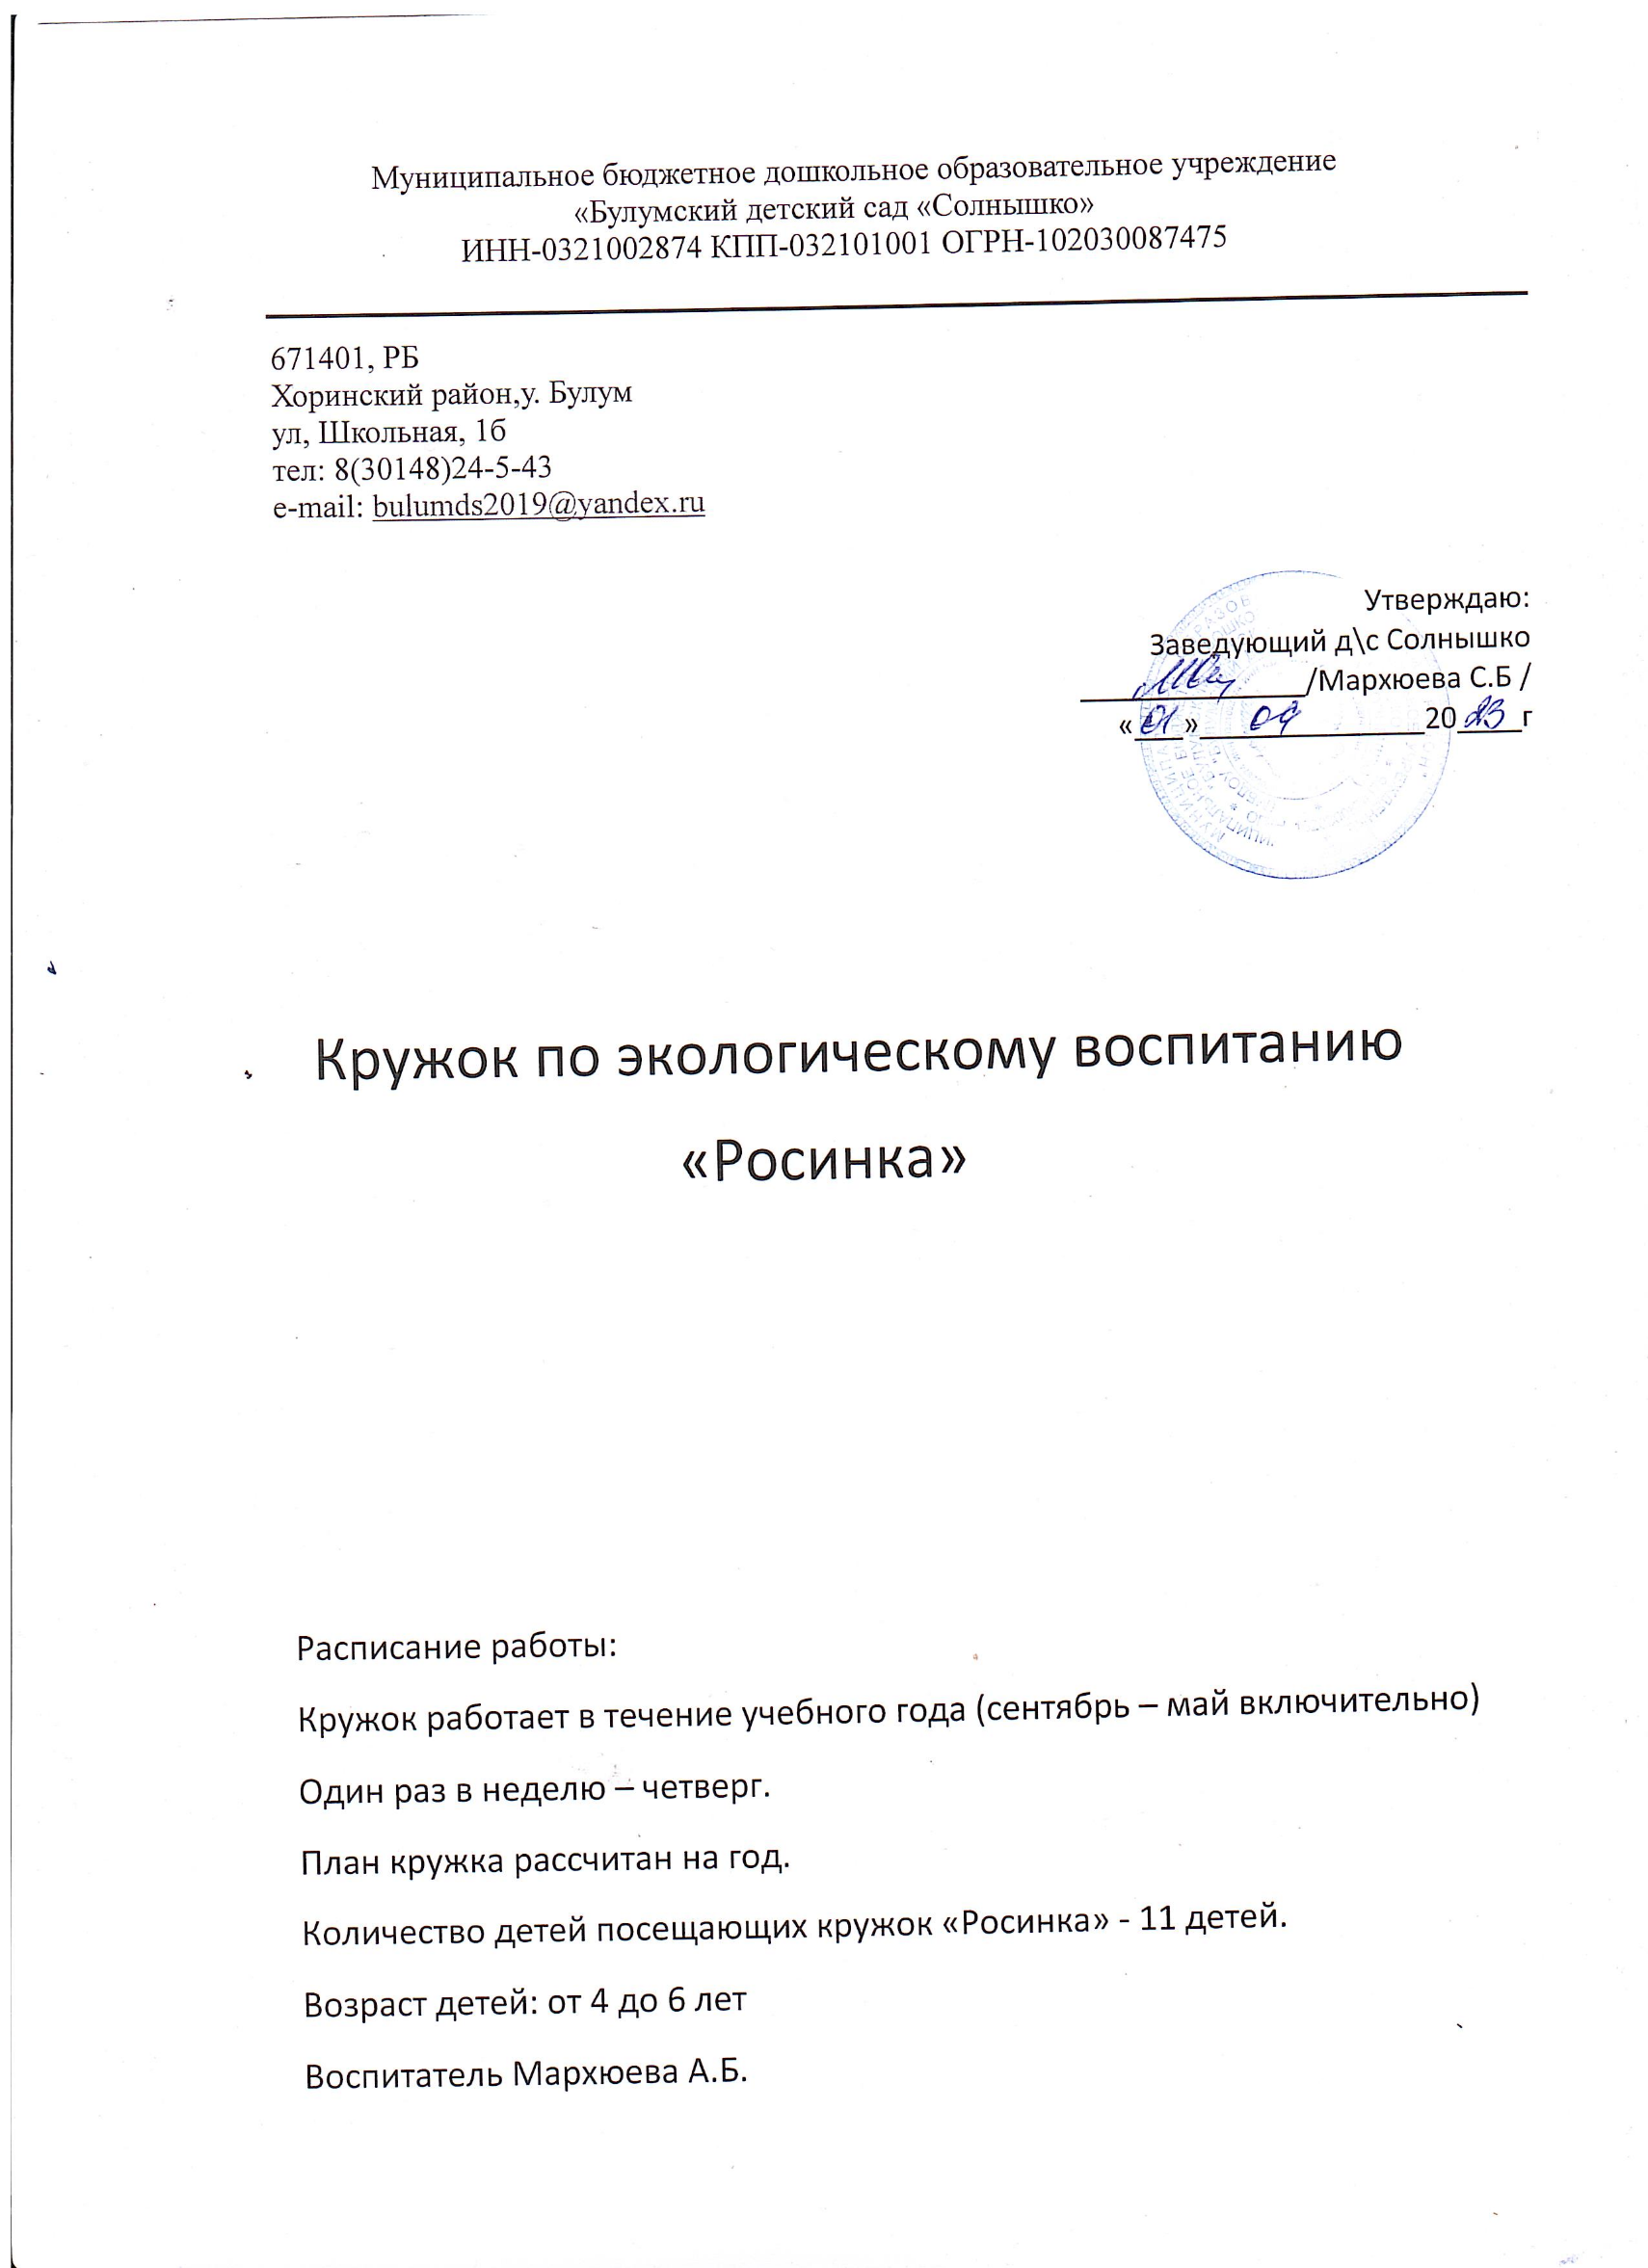 Муниципальное бюджетное дошкольное образовательное учреждение
«Булумский детский сад «Солнышко»
ИНН-0321002874 КПП-032101001 ОГРН-102030087475
671401, РБ
Хоринский район,у. Булум
ул, Школьная, 1б
тел: 8(30148)24-5-43
e-mail: bulumds2019@yandex.ru
Утверждаю:
Заведующий д\с Солнышко
/Мархюева С.Б /
«01» 09 2023 г
Кружок по экологическому воспитанию
«Росинка»
Расписание работы:
Кружок работает в течение учебного года (сентябрь – май включительно)
Один раз в неделю – четверг.
План кружка рассчитан на год.
Количество детей посещающих кружок «Росинка» - 11 детей.
Возраст детей: от 4 до 6 лет
Воспитатель Мархюева А.Б.